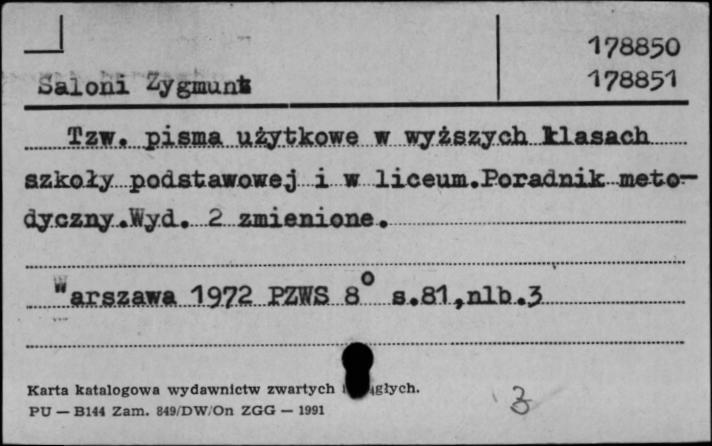 178850
Saloni Zygmunt 178851
Tzw. pisma użytkowe w wyższych klasach
szkoły podstawowej i w liceum.Poradnik meto-
dyczny.Wyd. 2 zmienione.
Warszawa 1972 PZWS 8° s.81,nlb.3
Karta katalogowa wydawnictw zwartych
PU — B144 Zam. 849/DW/On ZGG — 1991